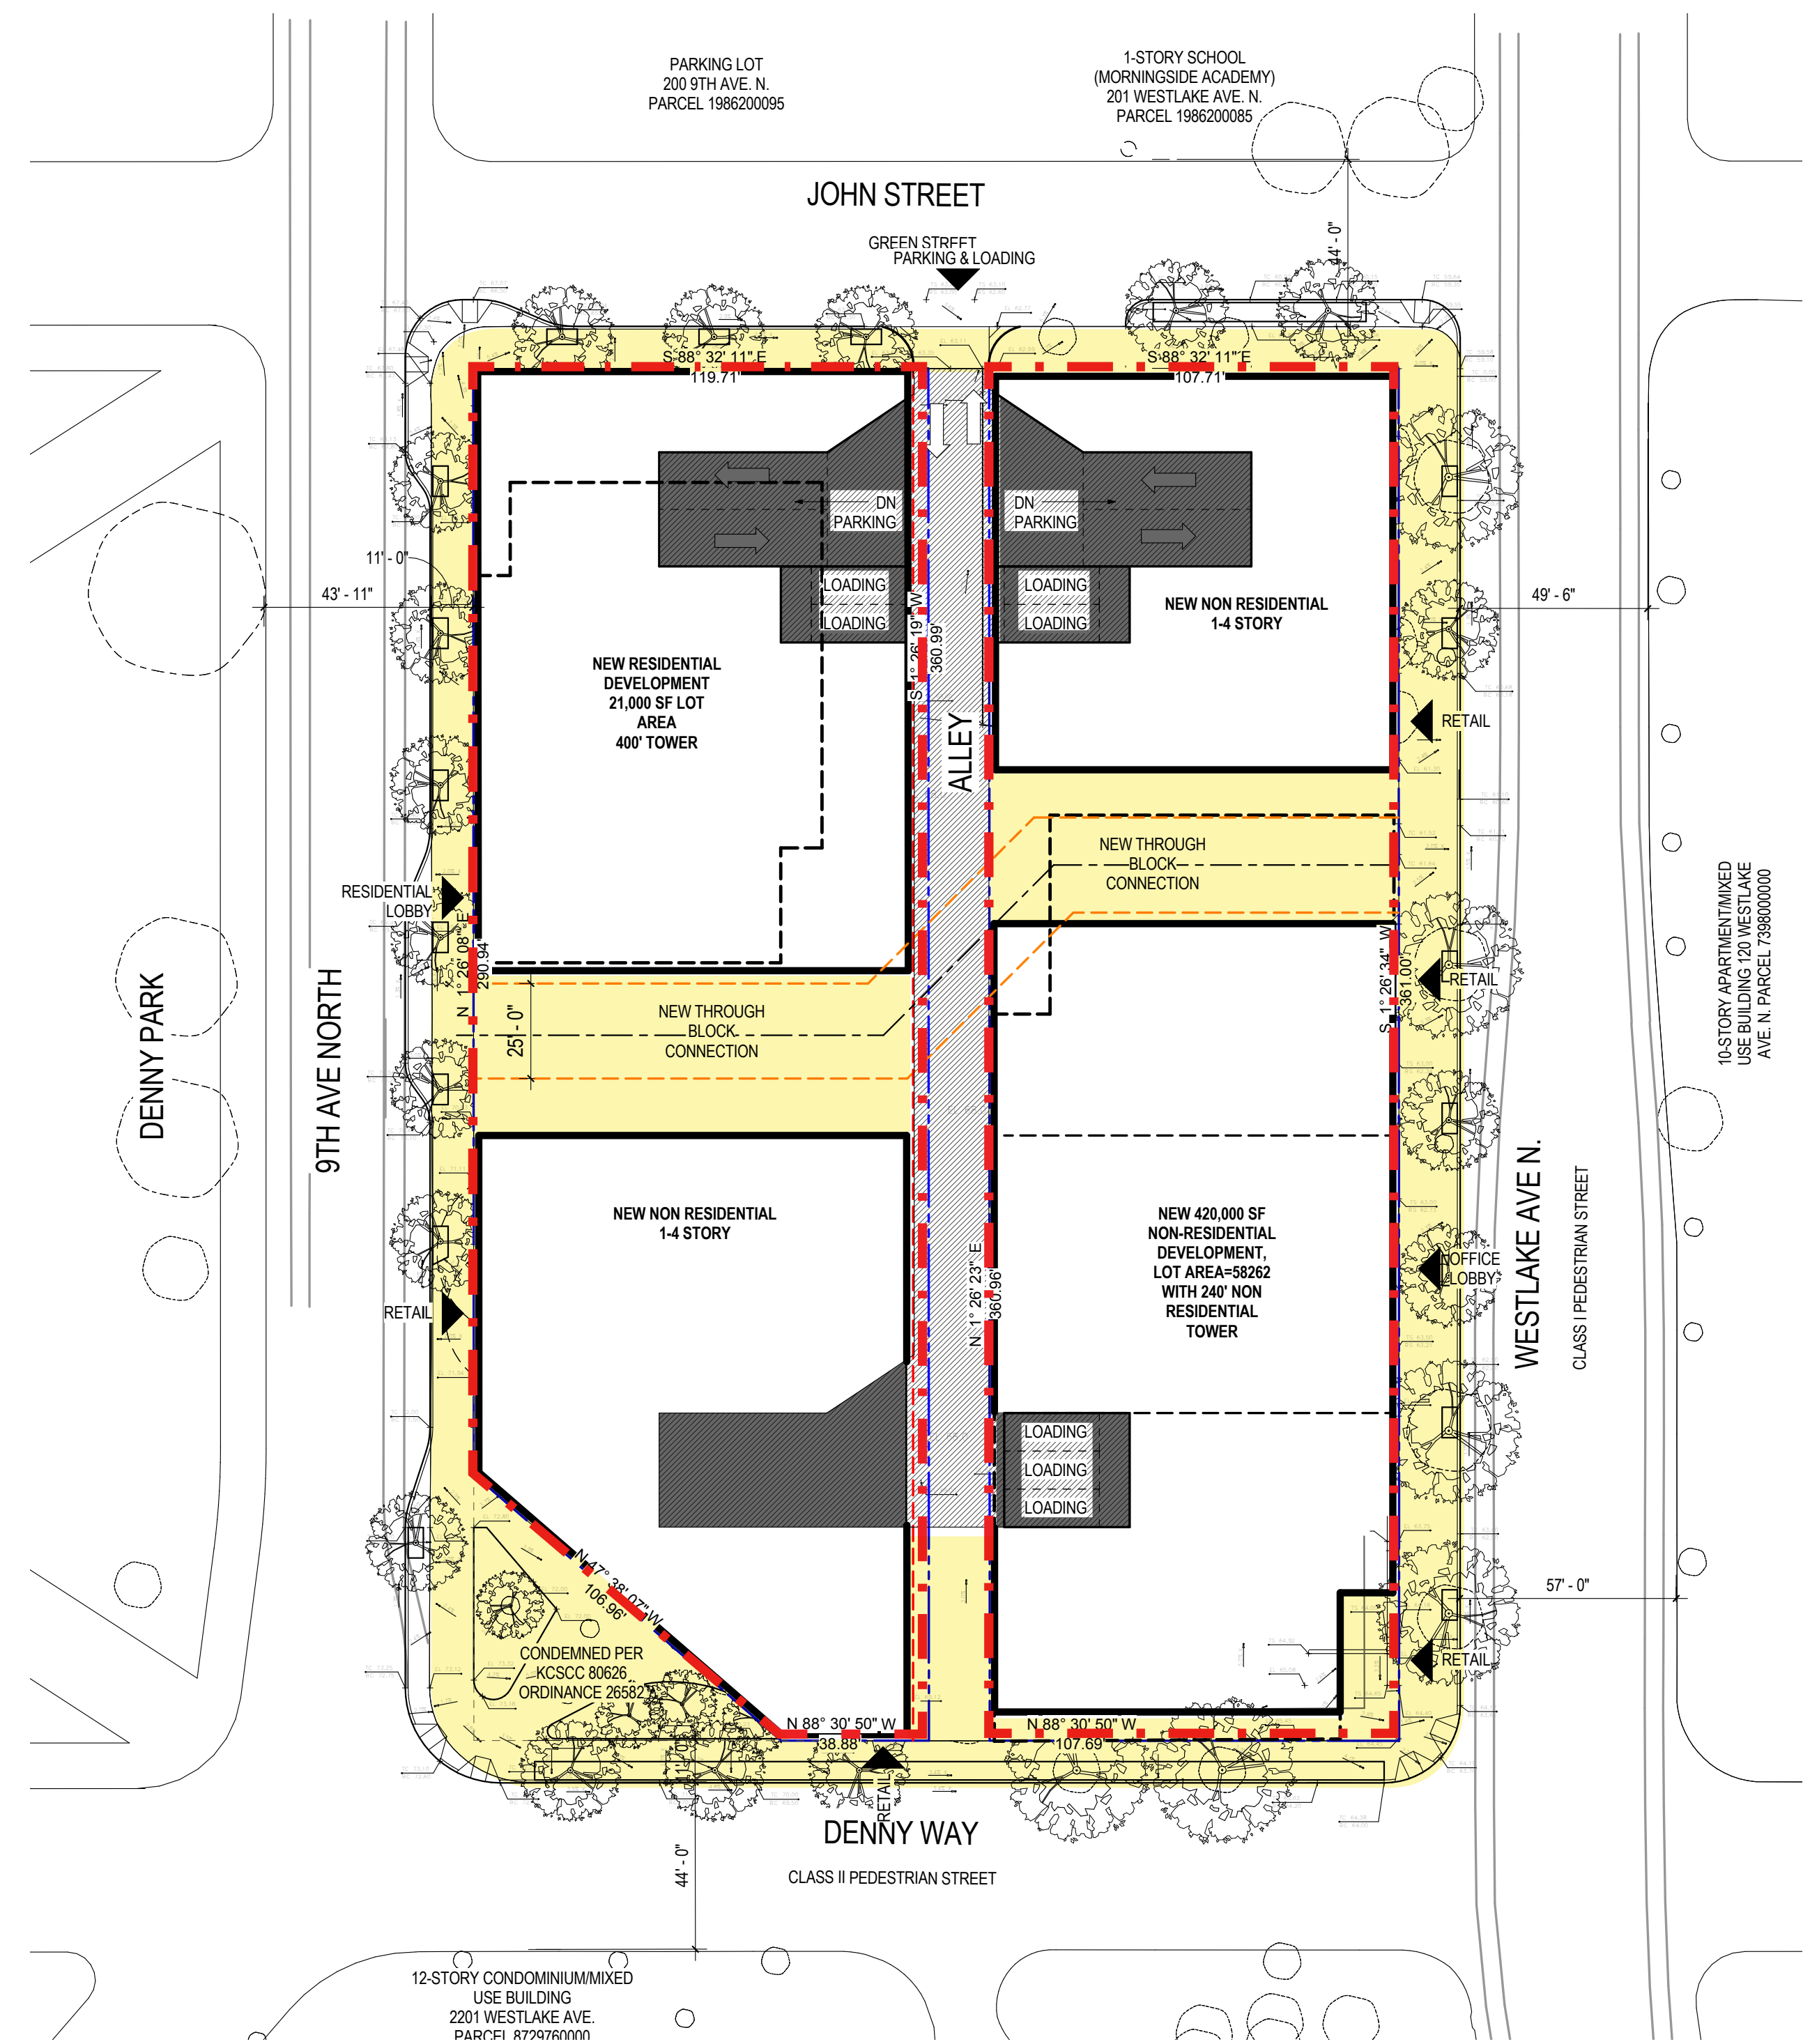 PARKING LOT
200 9TH AVE. N.
PARCEL 1986200095
1-STORY SCHOOL
(MORNINGSIDE ACADEMY)
201 WESTLAKE AVE. N.
PARCEL 1986200085
JOHN STREET
GREEN STREET
PARKING & LOADING
44' - 0"
S 88° 32' 11" E
119.71'
S 88° 32' 11" E
107.71'
DN
PARKING
DN
PARKING
LOADING
LOADING
LOADING
LOADING
11' - 0"
43' - 11"
49' - 6"
NEW NON RESIDENTIAL
1-4 STORY
NEW RESIDENTIAL
DEVELOPMENT
21,000 SF LOT
AREA
400' TOWER
S 1° 26' 19" W
360.99'
ALLEY
RETAIL
NEW THROUGH
BLOCK
CONNECTION
RESIDENTIAL
LOBBY
N 1° 26' 08" E
290.94'
25' - 0"
NEW THROUGH
BLOCK
CONNECTION
S 1° 26' 34" W
361.00'
RETAIL
DENNY PARK
9TH AVE NORTH
10-STORY APARTMENT/MIXED
USE BUILDING 120 WESTLAKE
AVE. N. PARCEL 7398000000
WESTLAKE AVE N.
CLASS I PEDESTRIAN STREET
NEW NON RESIDENTIAL
1-4 STORY
NEW 420,000 SF
NON-RESIDENTIAL
DEVELOPMENT,
LOT AREA=58262
WITH 240' NON
RESIDENTIAL
TOWER
N 1° 26' 23" E
360.96'
OFFICE
LOBBY
RETAIL
LOADING
LOADING
LOADING
57' - 0"
N 47° 38' 07" W
106.96'
CONDEMNED PER
KCSCC 80626
ORDINANCE 26582
RETAIL
N 88° 30' 50" W
38.88'
N 88° 30' 50" W
107.69'
11' - 0"
RETAIL
DENNY WAY
CLASS II PEDESTRIAN STREET
44' - 0"
12-STORY CONDOMINIUM/MIXED
USE BUILDING
2201 WESTLAKE AVE.
PARCEL 8729760000